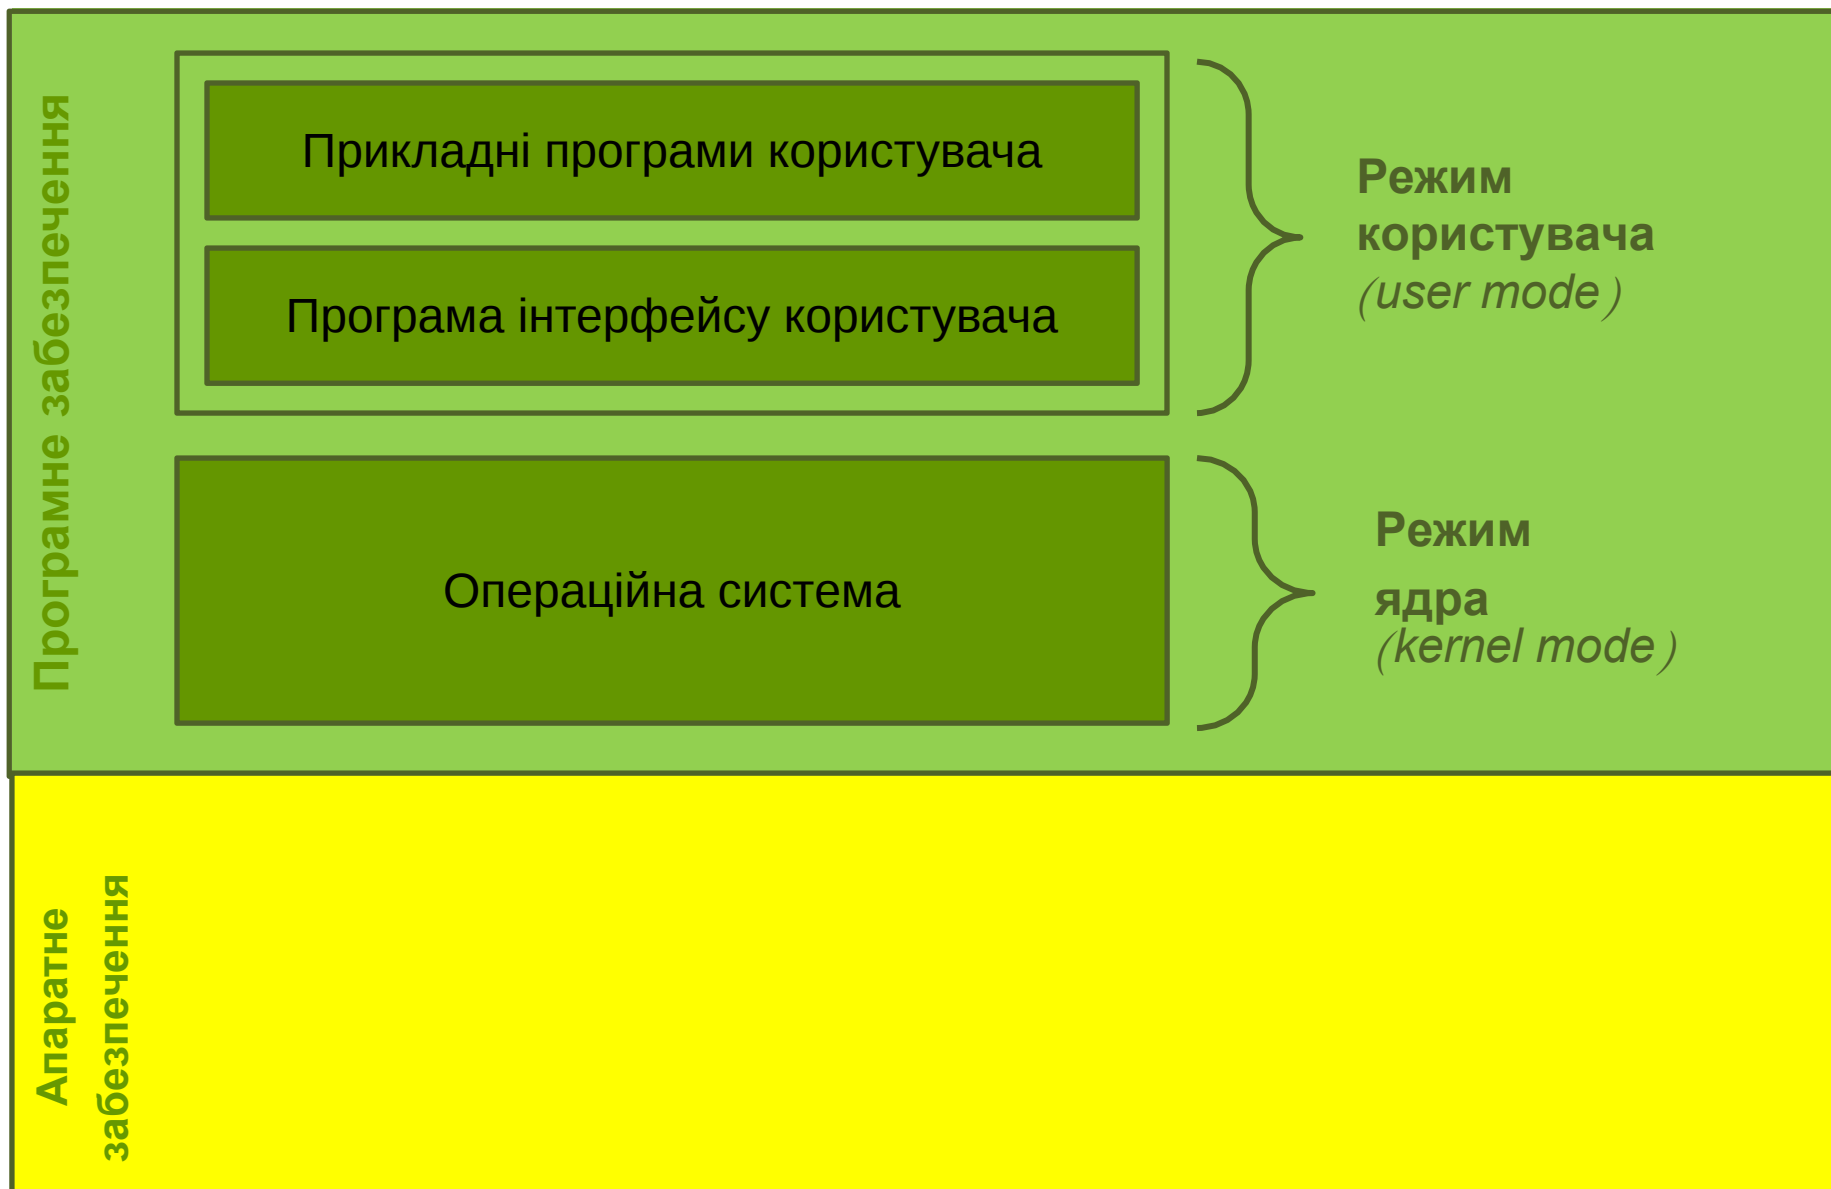 Програмне забезпечення
Прикладні програми користувача
Програма інтерфейсу користувача
Режим
користувача
(user mode)
Операційна система
Режим
ядра
(kernel mode)
Апаратне
забезпечення